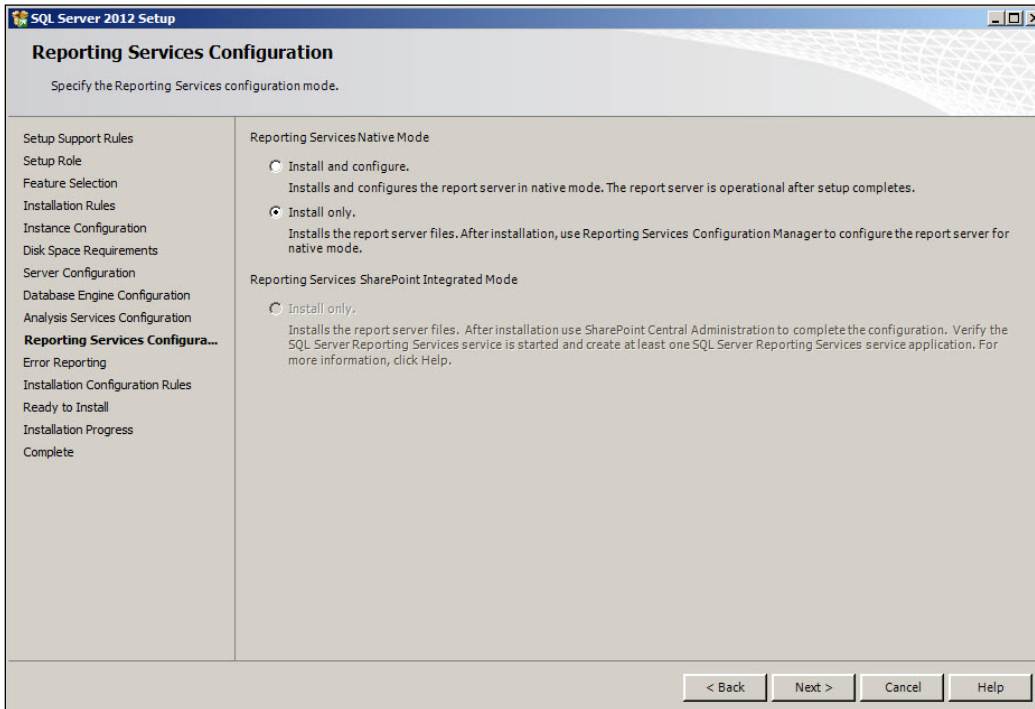 SQL Server 2012 Setup
Reporting Services Configuration
Specify the Reporting Services configuration mode.
Setup Support Rules
Setup Role
Feature Selection
Installation Rules
Instance Configuration
Disk Space Requirements
Server Configuration
Database Engine Configuration
Analysis Services Configuration
Reporting Services Configura...
Error Reporting
Installation Configuration Rules
Ready to Install
Installation Progress
Complete
Reporting Services Native Mode
Install and configure.
Installs and configures the report server in native mode. The report server is operational after setup completes.
Install only.
Installs the report server files. After installation, use Reporting Services Configuration Manager to configure the report server for
native mode.
Reporting Services SharePoint Integrated Mode
Install only.
Installs the report server files. After installation use SharePoint Central Administration to complete the configuration. Verify the
SQL Server Reporting Services service is started and create at least one SQL Server Reporting Services service application. For
more information, click Help.
< Back
Next >
Cancel
Help